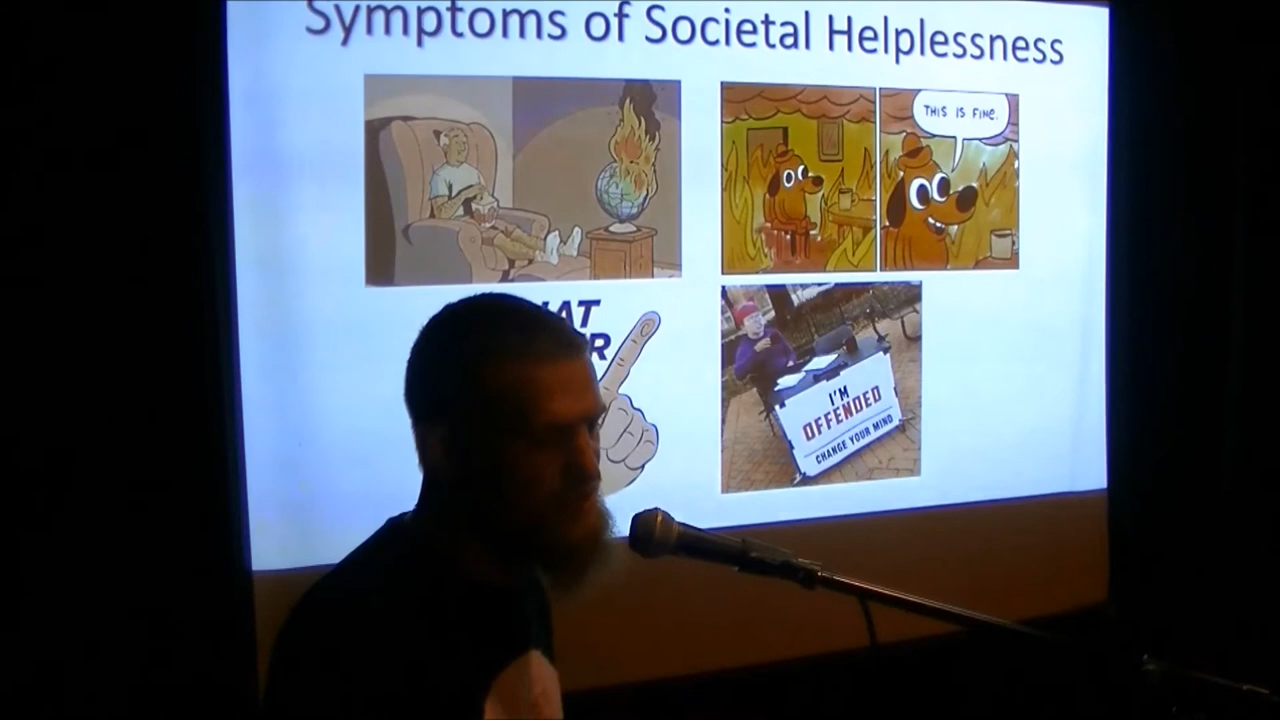 Symptoms of Societal Helplessness
THIS IS FINE.
I'M
OFFENDED
CHANGE YOUR MIND